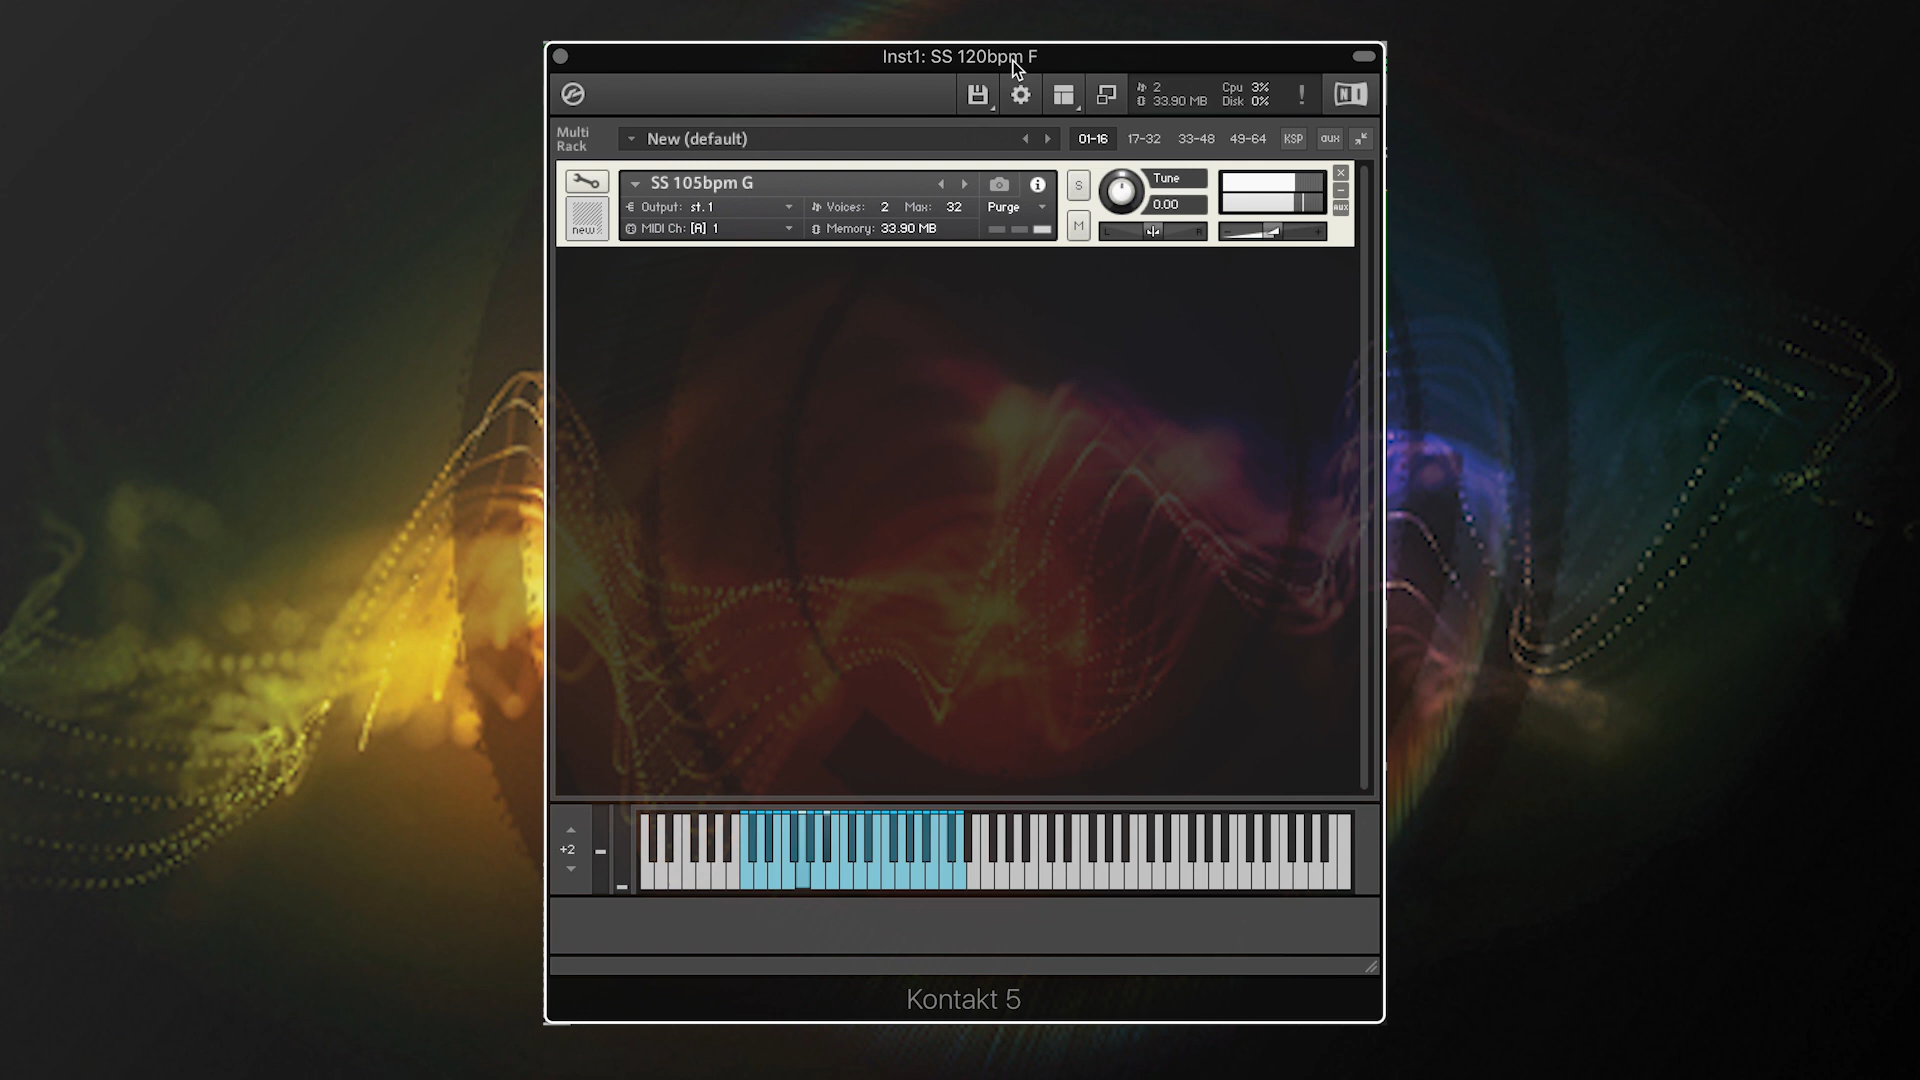 Inst1: SS 120bpm F
2
33.90 MB
Cpu 3%
Disk 0%
!
NI
Multi
Rack
New (default)
01-16 17-32 33-48 49-64 KSP aux
SS 105bpm G
Output: st.1
Voices: 2 Max: 32
Purge
MIDI Ch: [A] 1
Memory: 33.90 MB
new
S
M
Tune
0.00
L R
- +
aux
+2
Kontakt 5